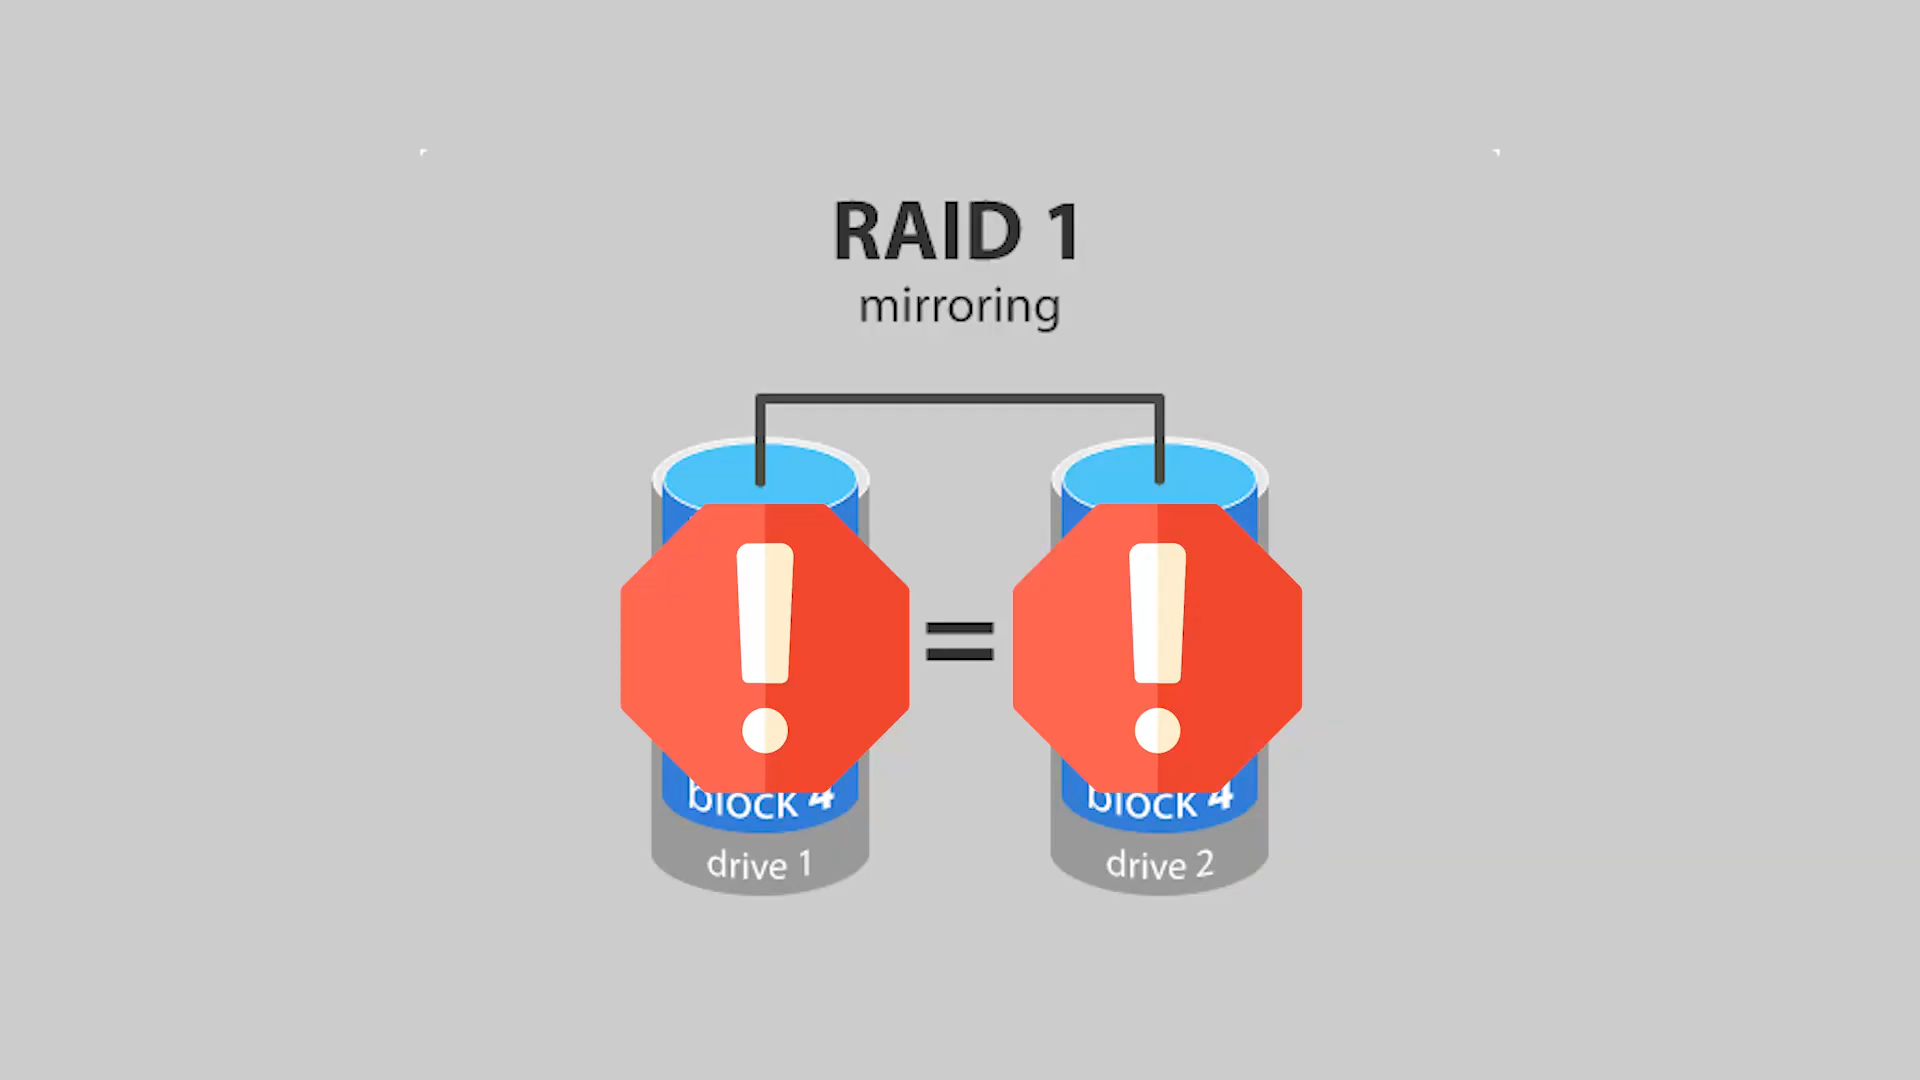 RAID 1
mirroring
=
! !
block 4 block 4
drive 1 drive 2